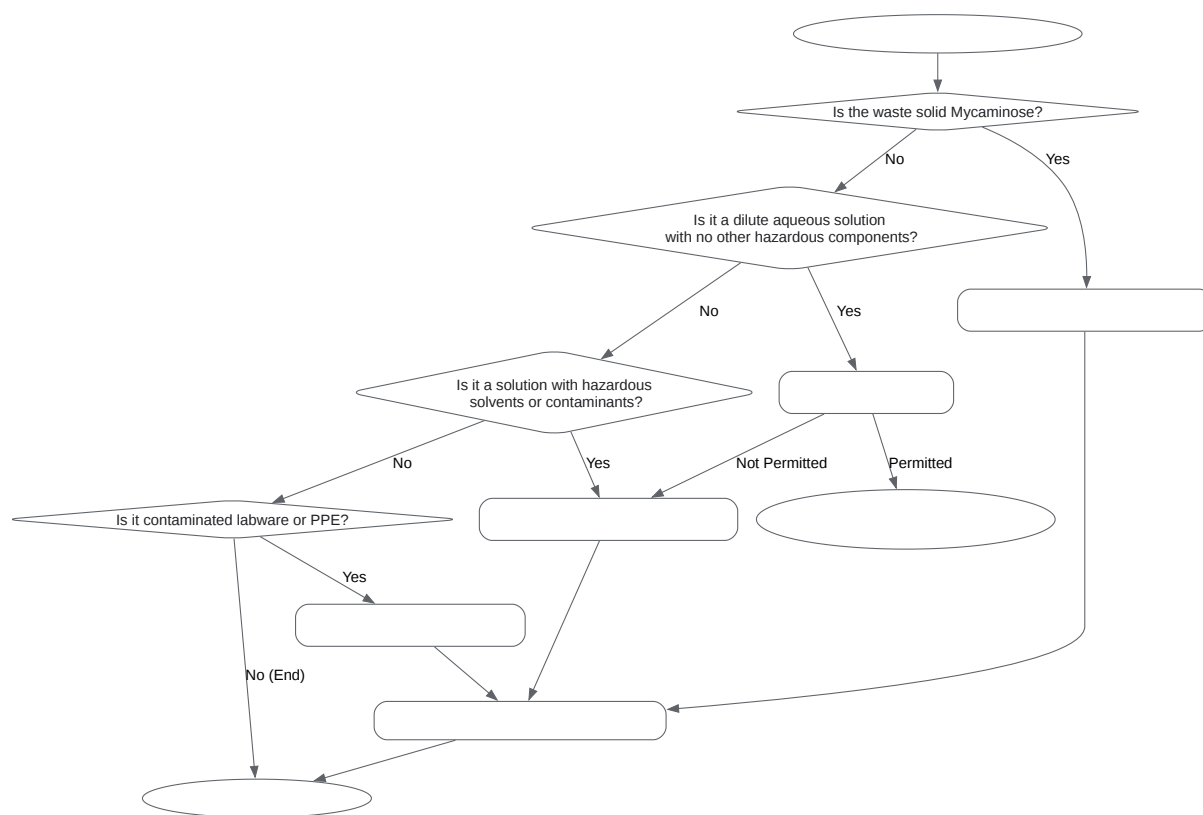 Is the waste solid Mycaminose?
No
Yes
Is it a dilute aqueous solution
with no other hazardous components?
No
Yes
Is it a solution with hazardous
solvents or contaminants?
No
Yes
Not Permitted
Permitted
Is it contaminated labware or PPE?
Yes
No (End)